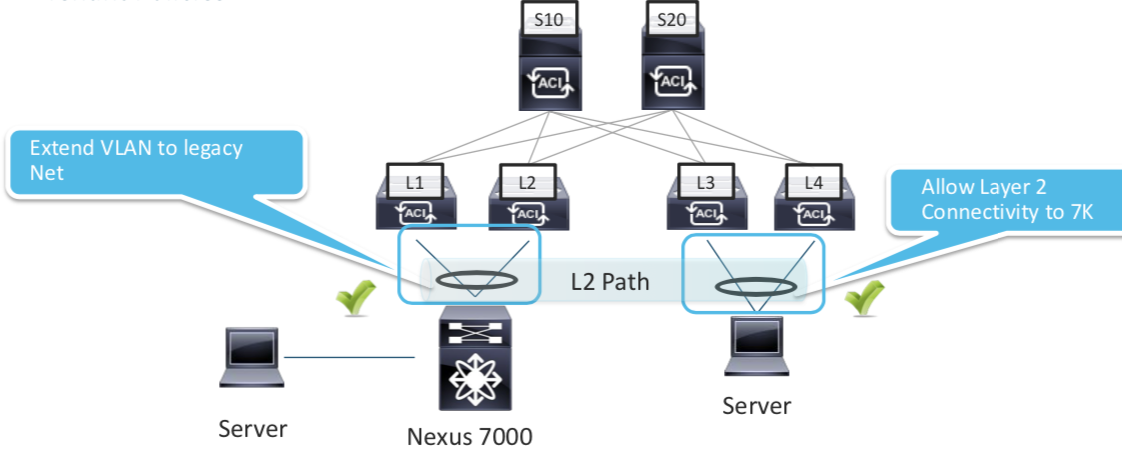 S10
S20
ACI
ACI
Extend VLAN to legacy
Net
L1
L2
L3
L4
ACI
ACI
ACI
ACI
Allow Layer 2
Connectivity to 7K
L2 Path
Server
Nexus 7000
Server